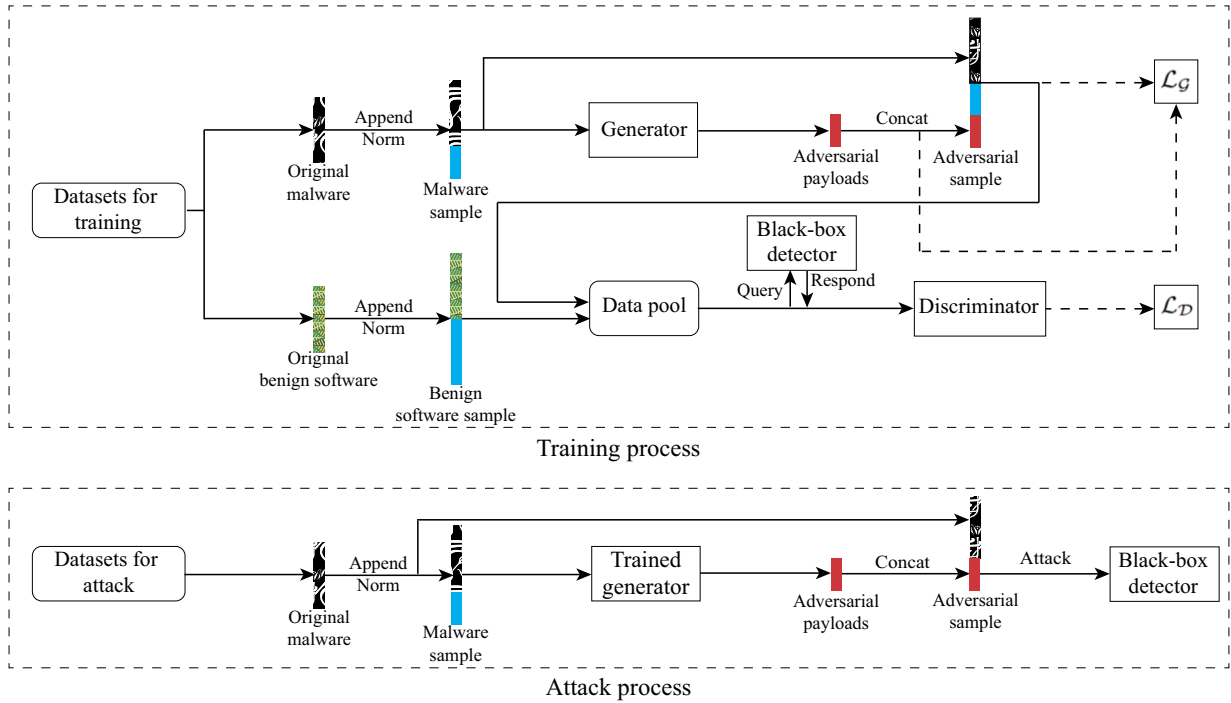 Append
Norm
Original
malware
Malware
sample
Generator
Adversarial
payloads
Concat
Adversarial
sample
ℒ_𝒢
Datasets for
training
Black-box
detector
Query
Respond
Append
Norm
Original
benign software
Benign
software sample
Data pool
Discriminator
ℒ_𝒟
Training process
Datasets for
attack
Original
malware
Append
Norm
Malware
sample
Trained
generator
Adversarial
payloads
Concat
Adversarial
sample
Attack
Black-box
detector
Attack process